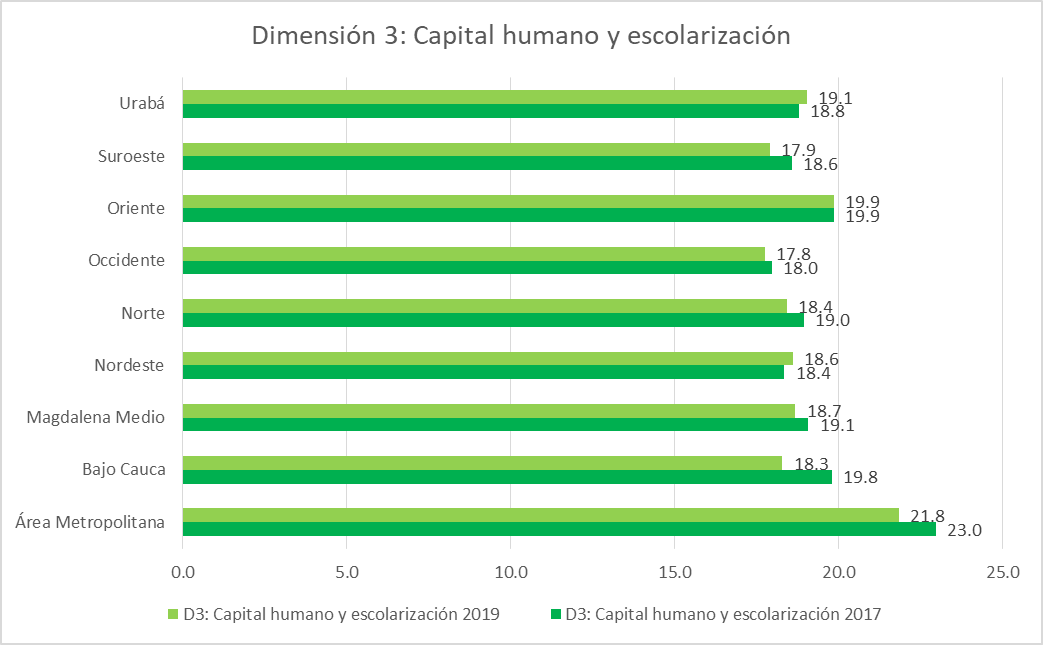 Dimensión 3: Capital humano y escolarización
Urabá
19.1
18.8
Suroeste
17.9
18.6
Oriente
19.9
19.9
Occidente
17.8
18.0
Norte
18.4
19.0
Nordeste
18.6
18.4
Magdalena Medio
18.7
19.1
Bajo Cauca
18.3
19.8
Área Metropolitana
21.8
23.0
0.0 5.0 10.0 15.0 20.0 25.0
D3: Capital humano y escolarización 2019 D3: Capital humano y escolarización 2017